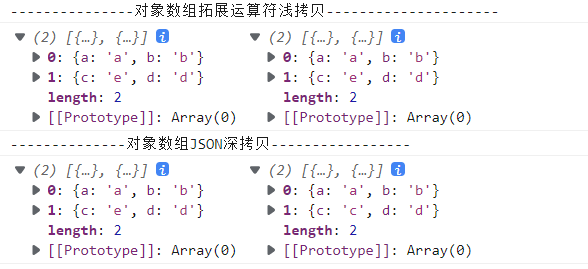 ---------------对象数组拓展运算符浅拷贝---------------------
▼ (2) [{…}, {…}] i ▼ (2) [{…}, {…}] i
▶ 0: {a: 'a', b: 'b'} ▶ 0: {a: 'a', b: 'b'}
▶ 1: {c: 'e', d: 'd'} ▶ 1: {c: 'e', d: 'd'}
length: 2 length: 2
▶ [[Prototype]]: Array(0) ▶ [[Prototype]]: Array(0)
--------------对象数组JSON深拷贝-----------------
▼ (2) [{…}, {…}] i ▼ (2) [{…}, {…}] i
▶ 0: {a: 'a', b: 'b'} ▶ 0: {a: 'a', b: 'b'}
▶ 1: {c: 'e', d: 'd'} ▶ 1: {c: 'c', d: 'd'}
length: 2 length: 2
▶ [[Prototype]]: Array(0) ▶ [[Prototype]]: Array(0)